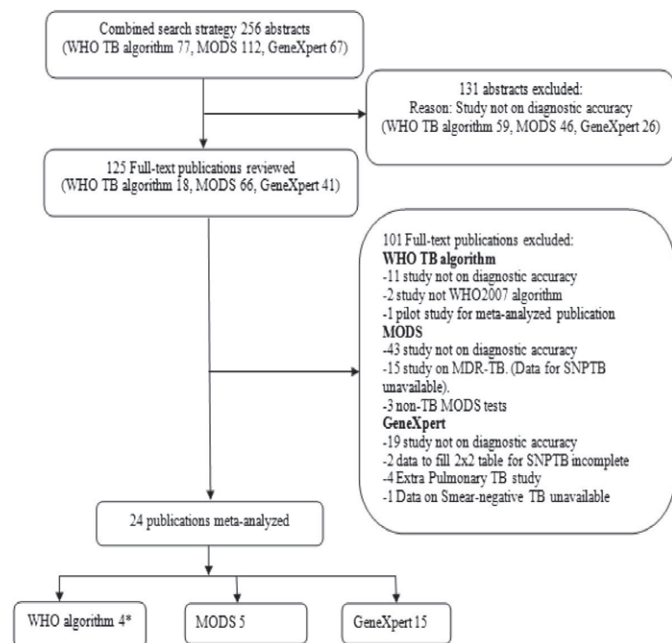 Combined search strategy 256 abstracts
(WHO TB algorithm 77, MODS 112, GeneXpert 67)
131 abstracts excluded:
Reason: Study not on diagnostic accuracy
(WHO TB algorithm 59, MODS 46, GeneXpert 26)
125 Full-text publications reviewed
(WHO TB algorithm 18, MODS 66, GeneXpert 41)
101 Full-text publications excluded:
WHO TB algorithm
-11 study not on diagnostic accuracy
-2 study not WHO2007 algorithm
-1 pilot study for meta-analyzed publication
MODS
-43 study not on diagnostic accuracy
-15 study on MDR-TB. (Data for SNPTB
unavailable).
-3 non-TB MODS tests
GeneXpert
-19 study not on diagnostic accuracy
-2 data to fill 2x2 table for SNPTB incomplete
-4 Extra Pulmonary TB study
-1 Data on Smear-negative TB unavailable
24 publications meta-analyzed
WHO algorithm 4*
MODS 5
GeneXpert 15